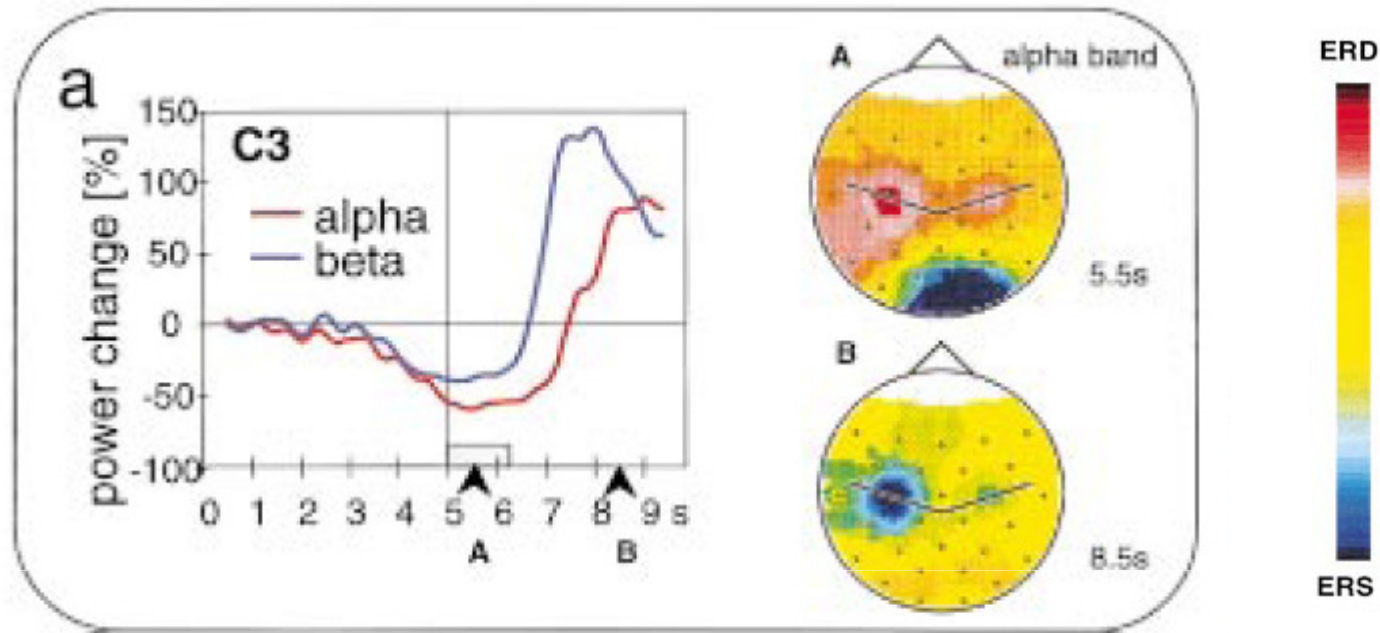 a
C3
alpha
beta
power change [%]
150
100
50
0
-50
-100
0 1 2 3 4 5 6 7 8 9 s
A B
A alpha band
5.5s
B
8.5s
ERD
ERS